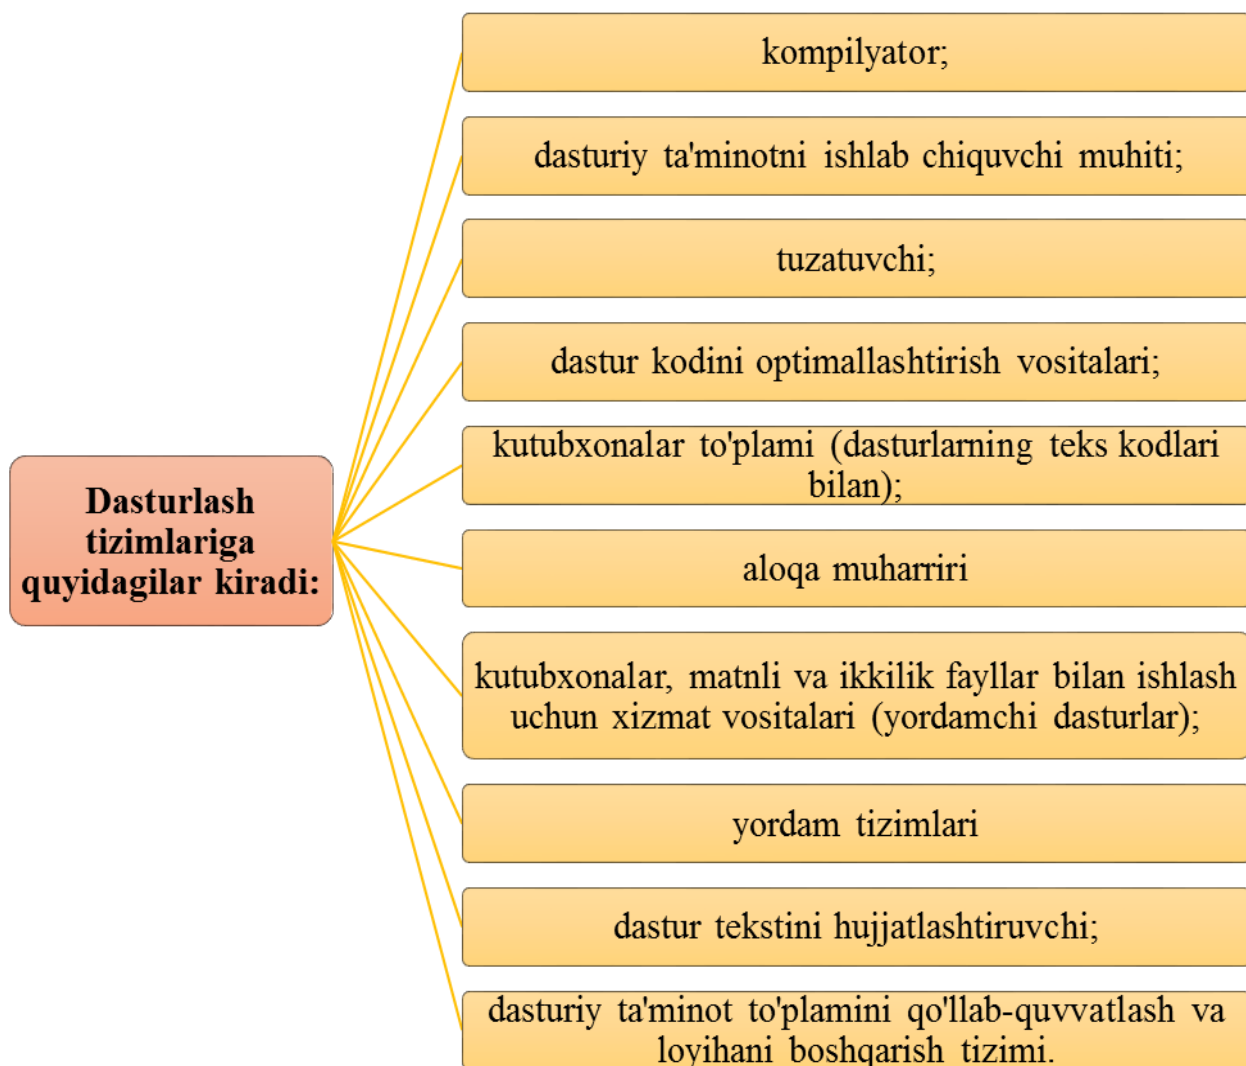 kompilyator;
dasturiy ta'minotni ishlab chiquvchi muhiti;
tuzatuvchi;
dastur kodini optimallashtirish vositalari;
kutubxonalar to'plami (dasturlarning teks kodlari
bilan);
Dasturlash
tizimlariga
quyidagilar kiradi:
aloqa muharriri
kutubxonalar, matnli va ikkilik fayllar bilan ishlash
uchun xizmat vositalari (yordamchi dasturlar);
yordam tizimlari
dastur tekstini hujjatlashtiruvchi;
dasturiy ta'minot to'plamini qo'llab-quvvatlash va
loyihani boshqarish tizimi.